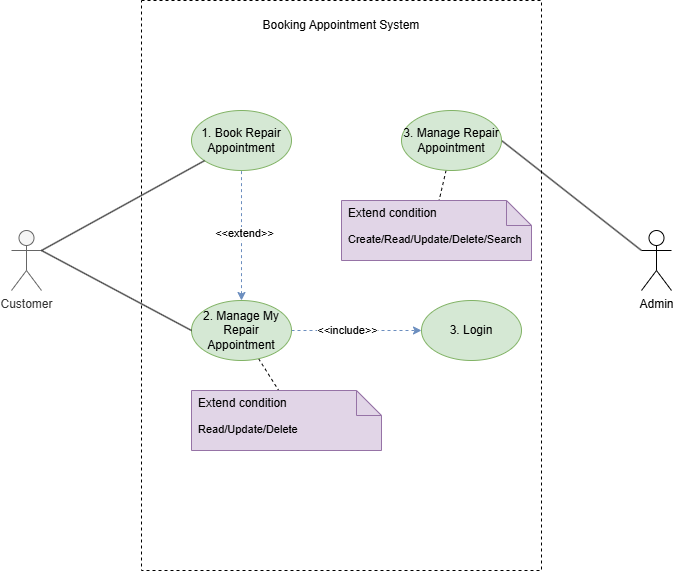 Booking Appointment System
1. Book Repair
Appointment
3. Manage Repair
Appointment
Extend condition
Create/Read/Update/Delete/Search
<<extend>>
Customer
Admin
2. Manage My
Repair
Appointment
<<include>>
3. Login
Extend condition
Read/Update/Delete